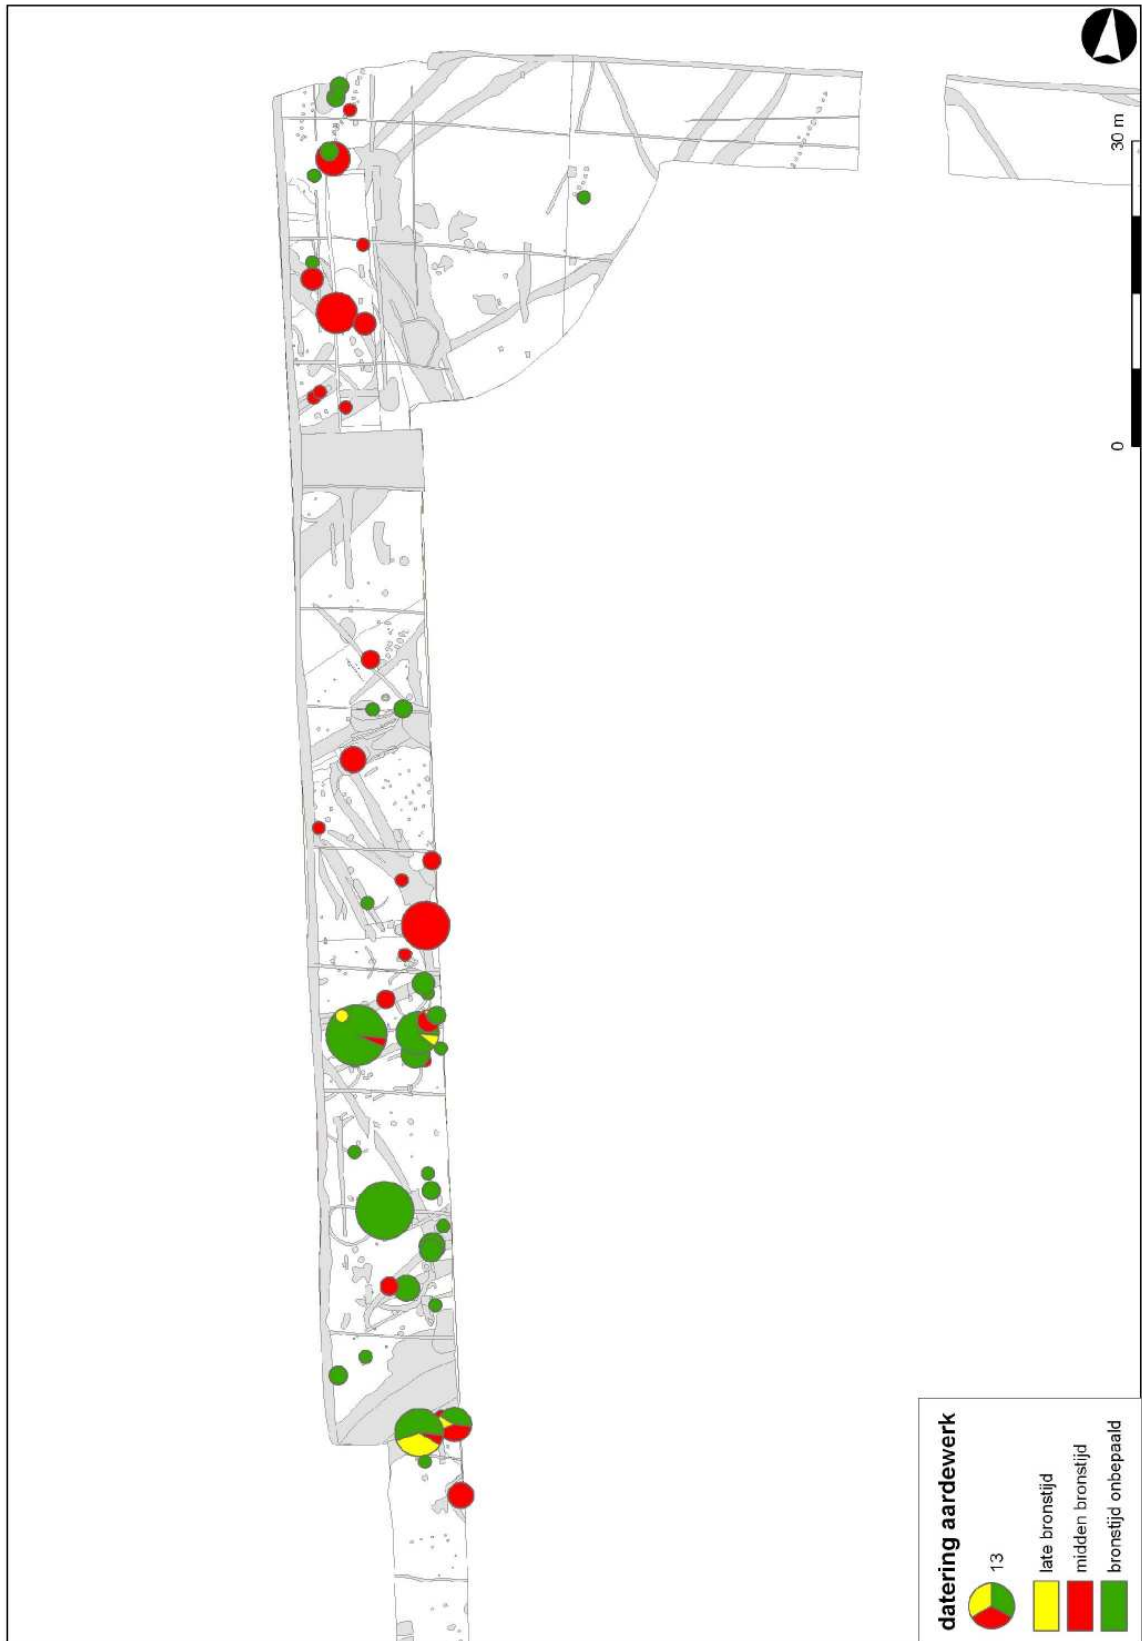 0
30 m
datering aardewerk
13
late bronstijd
midden bronstijd
bronstijd onbepaald